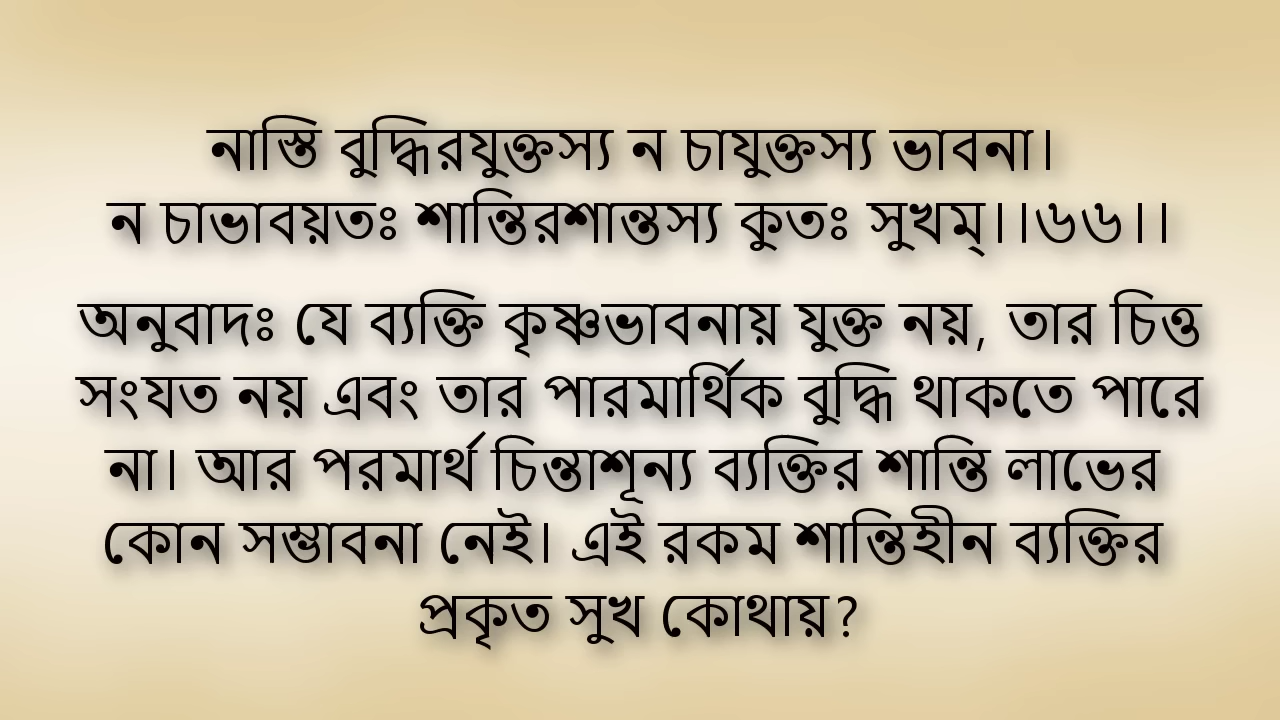 নাস্তি বুদ্ধিরযুক্তস্য ন চাযুক্তস্য ভাবনা।
ন চাভাবয়তঃ শান্তিরশান্তস্য কুতঃ সুখম্।।৬৬।।
অনুবাদঃ যে ব্যক্তি কৃষ্ণভাবনায় যুক্ত নয়, তার চিত্ত
সংযত নয় এবং তার পারমার্থিক বুদ্ধি থাকতে পারে
না। আর পরমার্থ চিন্তাশূন্য ব্যক্তির শান্তি লাভের
কোন সম্ভাবনা নেই। এই রকম শান্তিহীন ব্যক্তির
প্রকৃত সুখ কোথায়?